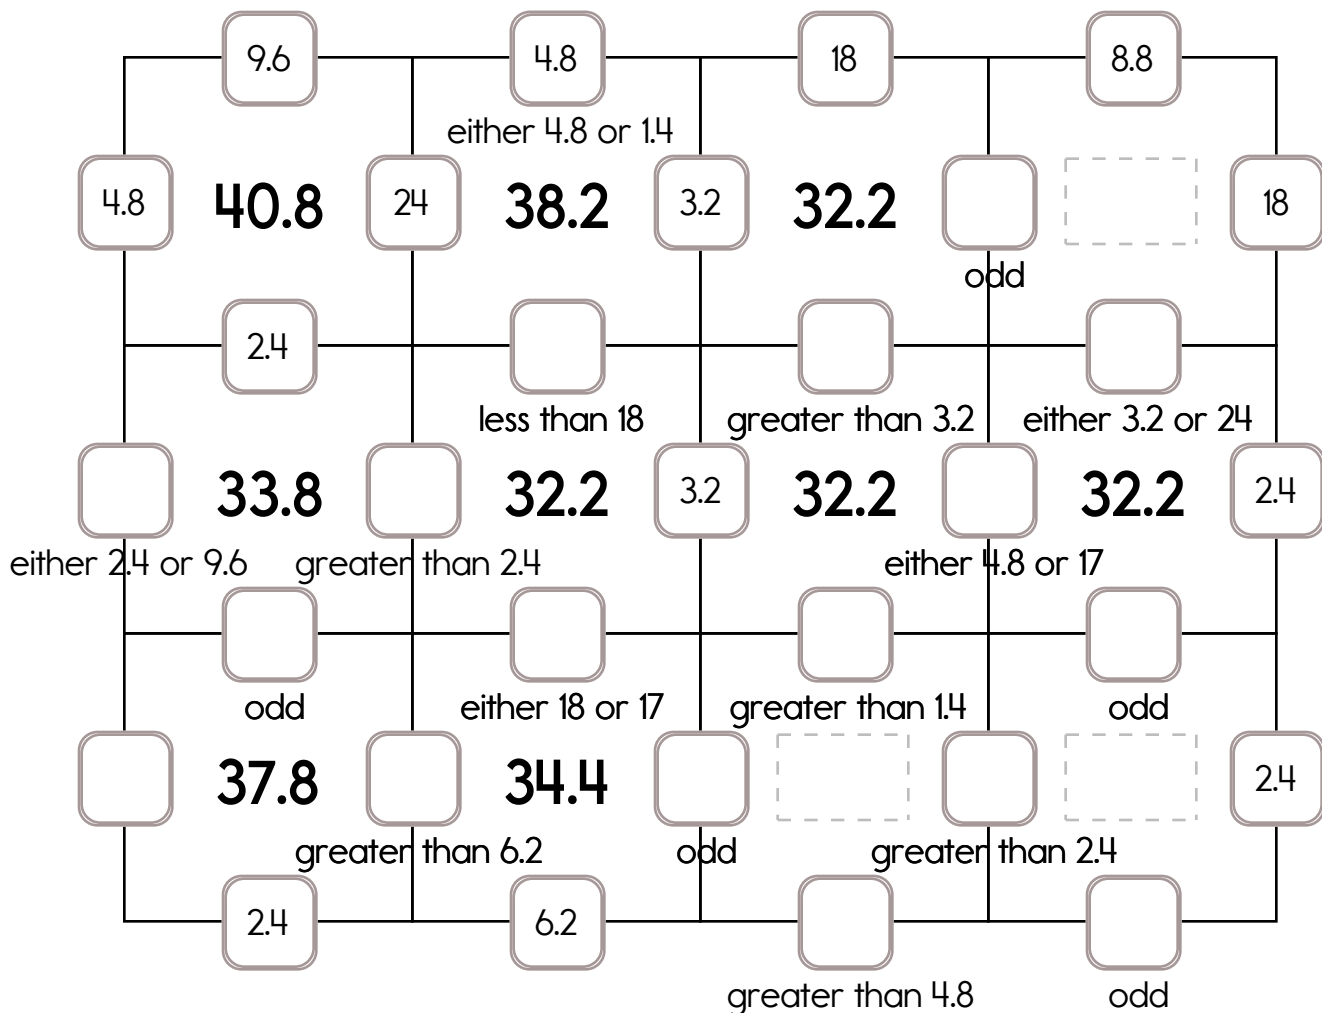 9.6 4.8 18 8.8
either 4.8 or 1.4
4.8 40.8 24 38.2 3.2 32.2 18
odd
2.4
less than 18 greater than 3.2 either 3.2 or 24
33.8 32.2 3.2 32.2 32.2 2.4
either 2.4 or 9.6 greater than 2.4 either 4.8 or 17
odd either 18 or 17 greater than 1.4 odd
37.8 34.4 2.4
greater than 6.2 odd greater than 2.4
2.4 6.2
greater than 4.8 odd